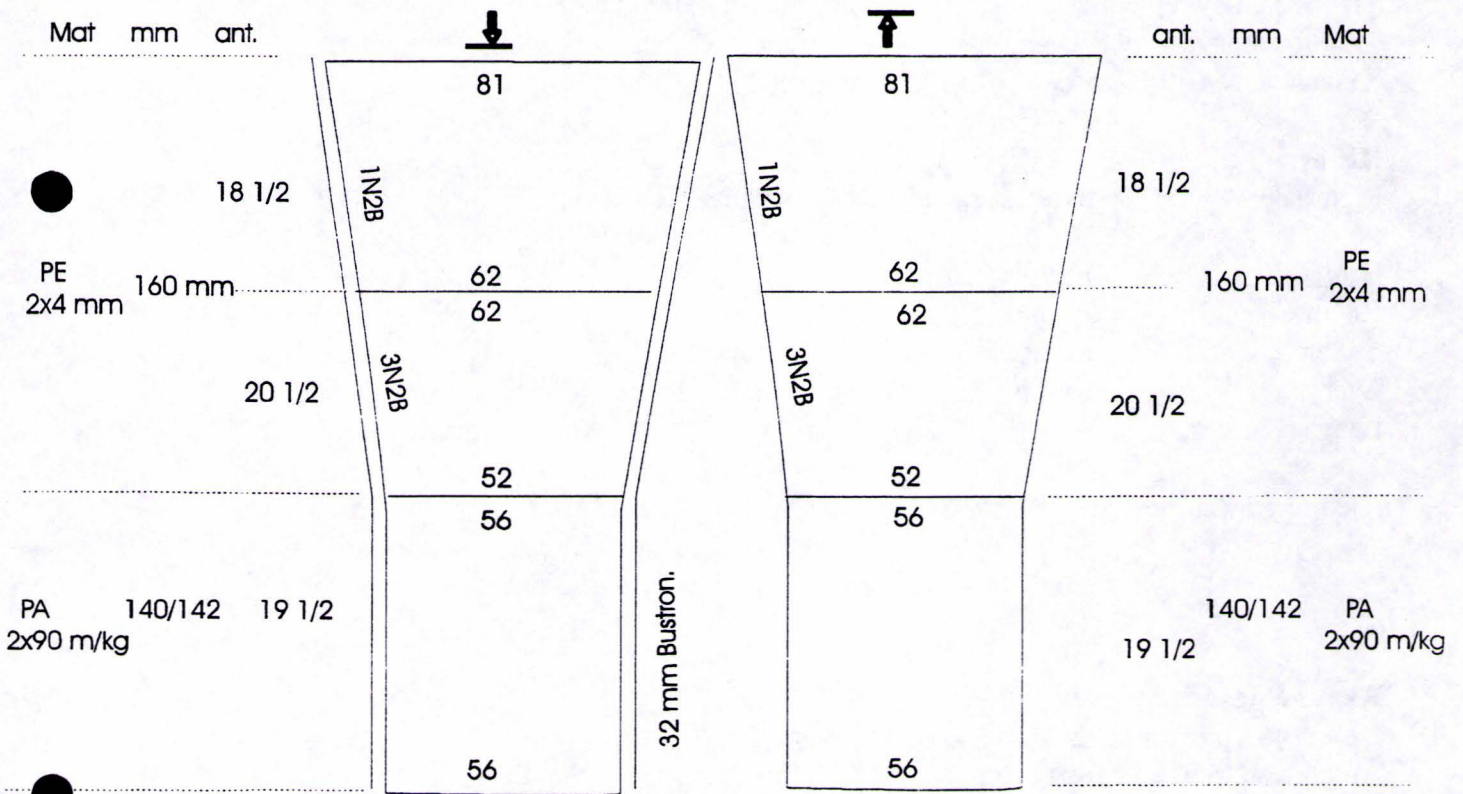 Mat mm ant.
ant. mm Mat
81
81
18 1/2
1N2B
1N2B
18 1/2
PE
2x4 mm
160 mm
62
62
160 mm
PE
2x4 mm
62
62
20 1/2
3N2B
3N2B
20 1/2
52
52
56
56
PA
2x90 m/kg
140/142
19 1/2
32 mm Bustron.
19 1/2
140/142
PA
2x90 m/kg
56
56